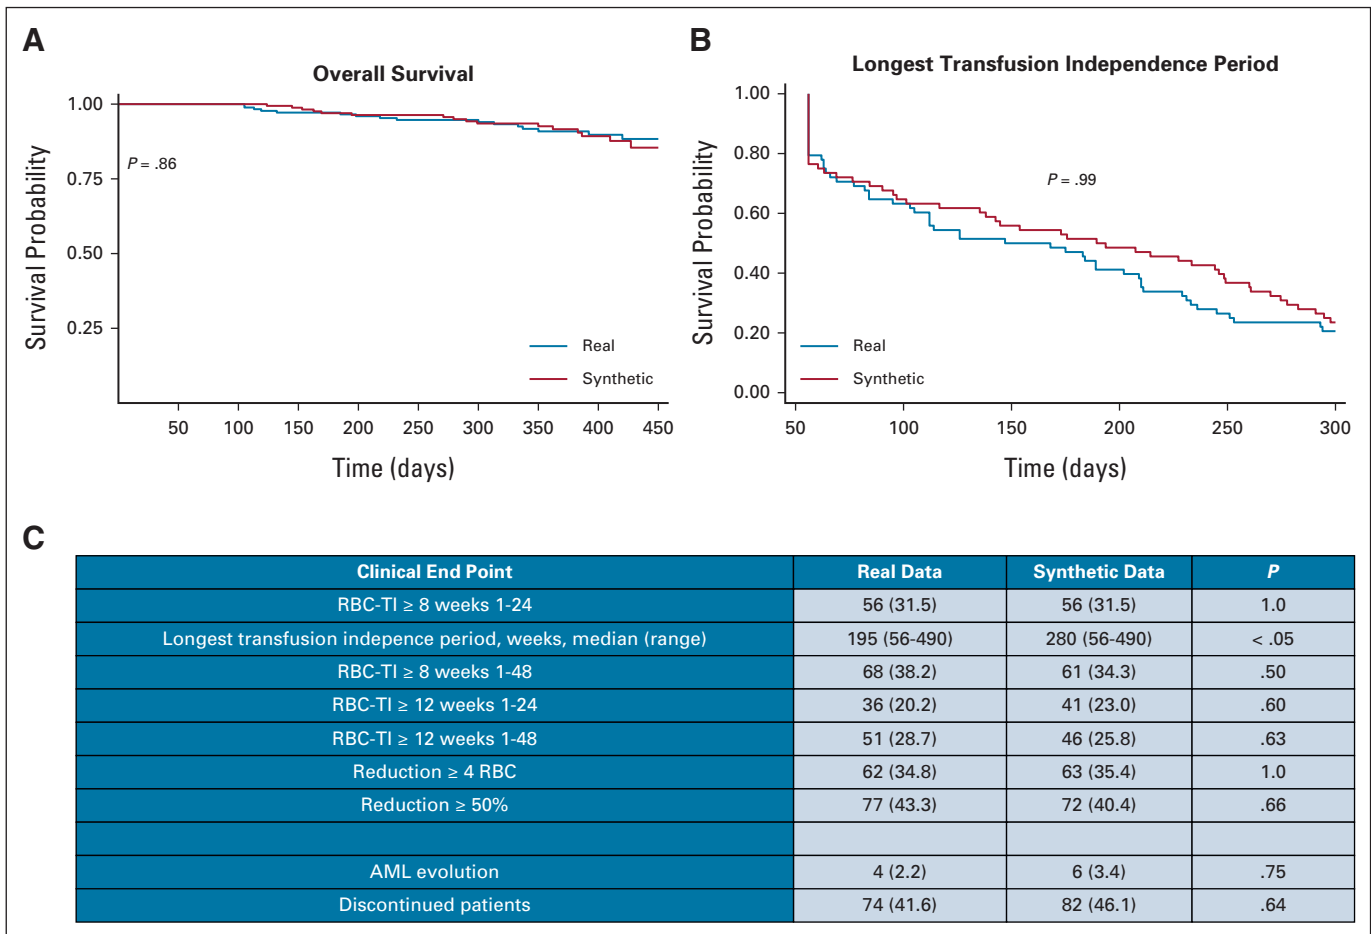 A
Overall Survival
Survival Probability
1.00
0.75
0.50
0.25
P = .86
Real
Synthetic
50 100 150 200 250 300 350 400 450
Time (days)
B
Longest Transfusion Independence Period
Survival Probability
1.00
0.80
0.60
0.40
0.20
0.00
P = .99
Real
Synthetic
50 100 150 200 250 300
Time (days)
C
Clinical End Point Real Data Synthetic Data P
RBC-TI ≥ 8 weeks 1-24 56 (31.5) 56 (31.5) 1.0
Longest transfusion indepence period, weeks, median (range) 195 (56-490) 280 (56-490) < .05
RBC-TI ≥ 8 weeks 1-48 68 (38.2) 61 (34.3) .50
RBC-TI ≥ 12 weeks 1-24 36 (20.2) 41 (23.0) .60
RBC-TI ≥ 12 weeks 1-48 51 (28.7) 46 (25.8) .63
Reduction ≥ 4 RBC 62 (34.8) 63 (35.4) 1.0
Reduction ≥ 50% 77 (43.3) 72 (40.4) .66
AML evolution 4 (2.2) 6 (3.4) .75
Discontinued patients 74 (41.6) 82 (46.1) .64